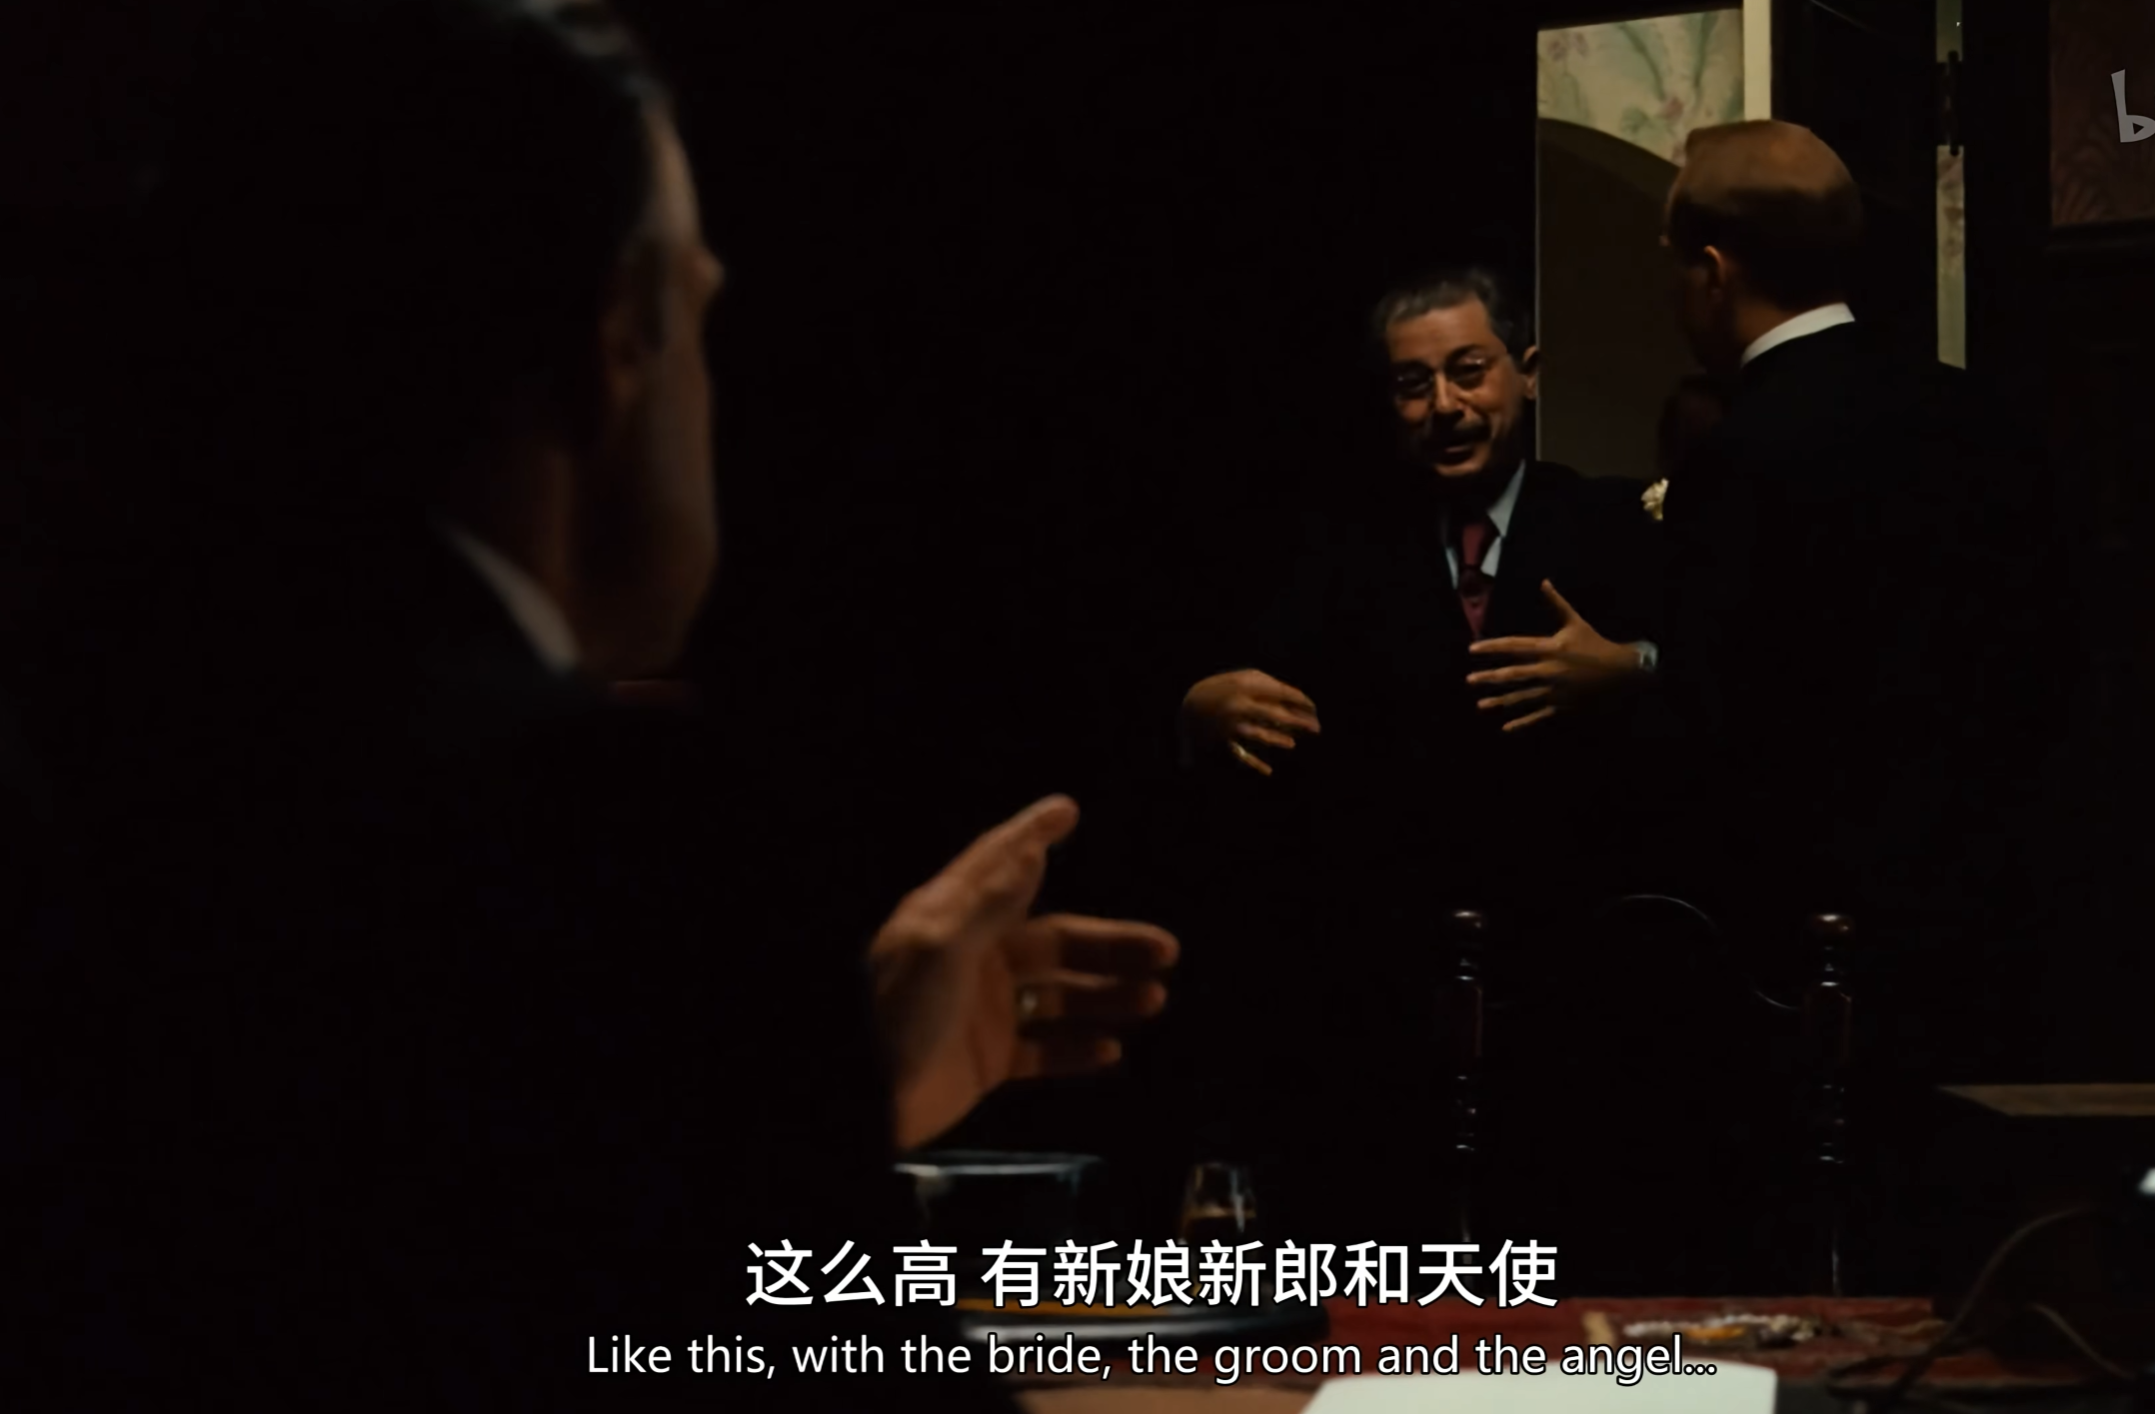 这么高 有新娘新郎和天使
Like this, with the bride, the groom and the angel...